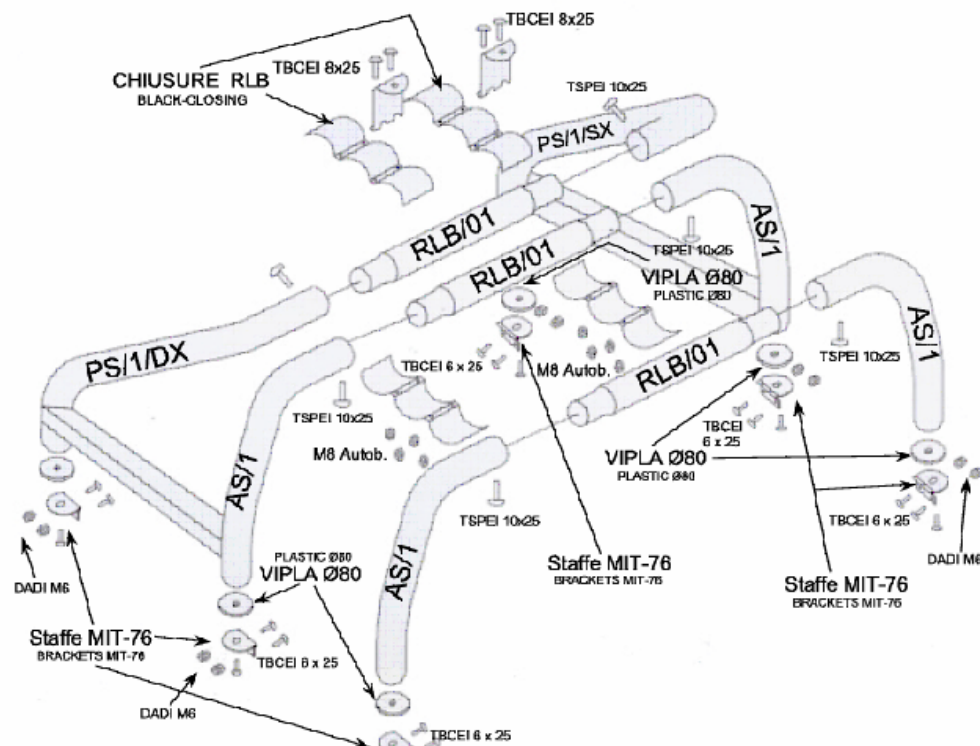 TBCEI 8x25
TBCEI 8x25
CHIUSURE RLB
BLACK-CLOSING
TSPEI 10x25
PS/1/SX
RLB/01
AS/1
RLB/01
TSPEI 10x25
VIPLA Ø80
PLASTIC Ø80
AS/1
PS/1/DX
TBCEI 6 x 25
M8 Autob.
RLB/01
TSPEI 10x25
TSPEI 10x25
M8 Autob.
TBCEI
6 x 25
VIPLA Ø80
PLASTIC Ø80
AS/1
TSPEI 10x25
TBCEI 6 x 25
DADI M6
PLASTIC Ø80
VIPLA Ø80
AS/1
Staffe MIT-76
BRACKETS MIT-76
Staffe MIT-76
BRACKETS MIT-76
DADI M6
Staffe MIT-76
BRACKETS MIT-76
TBCEI 6 x 25
DADI M6
TBCEI 6 x 25